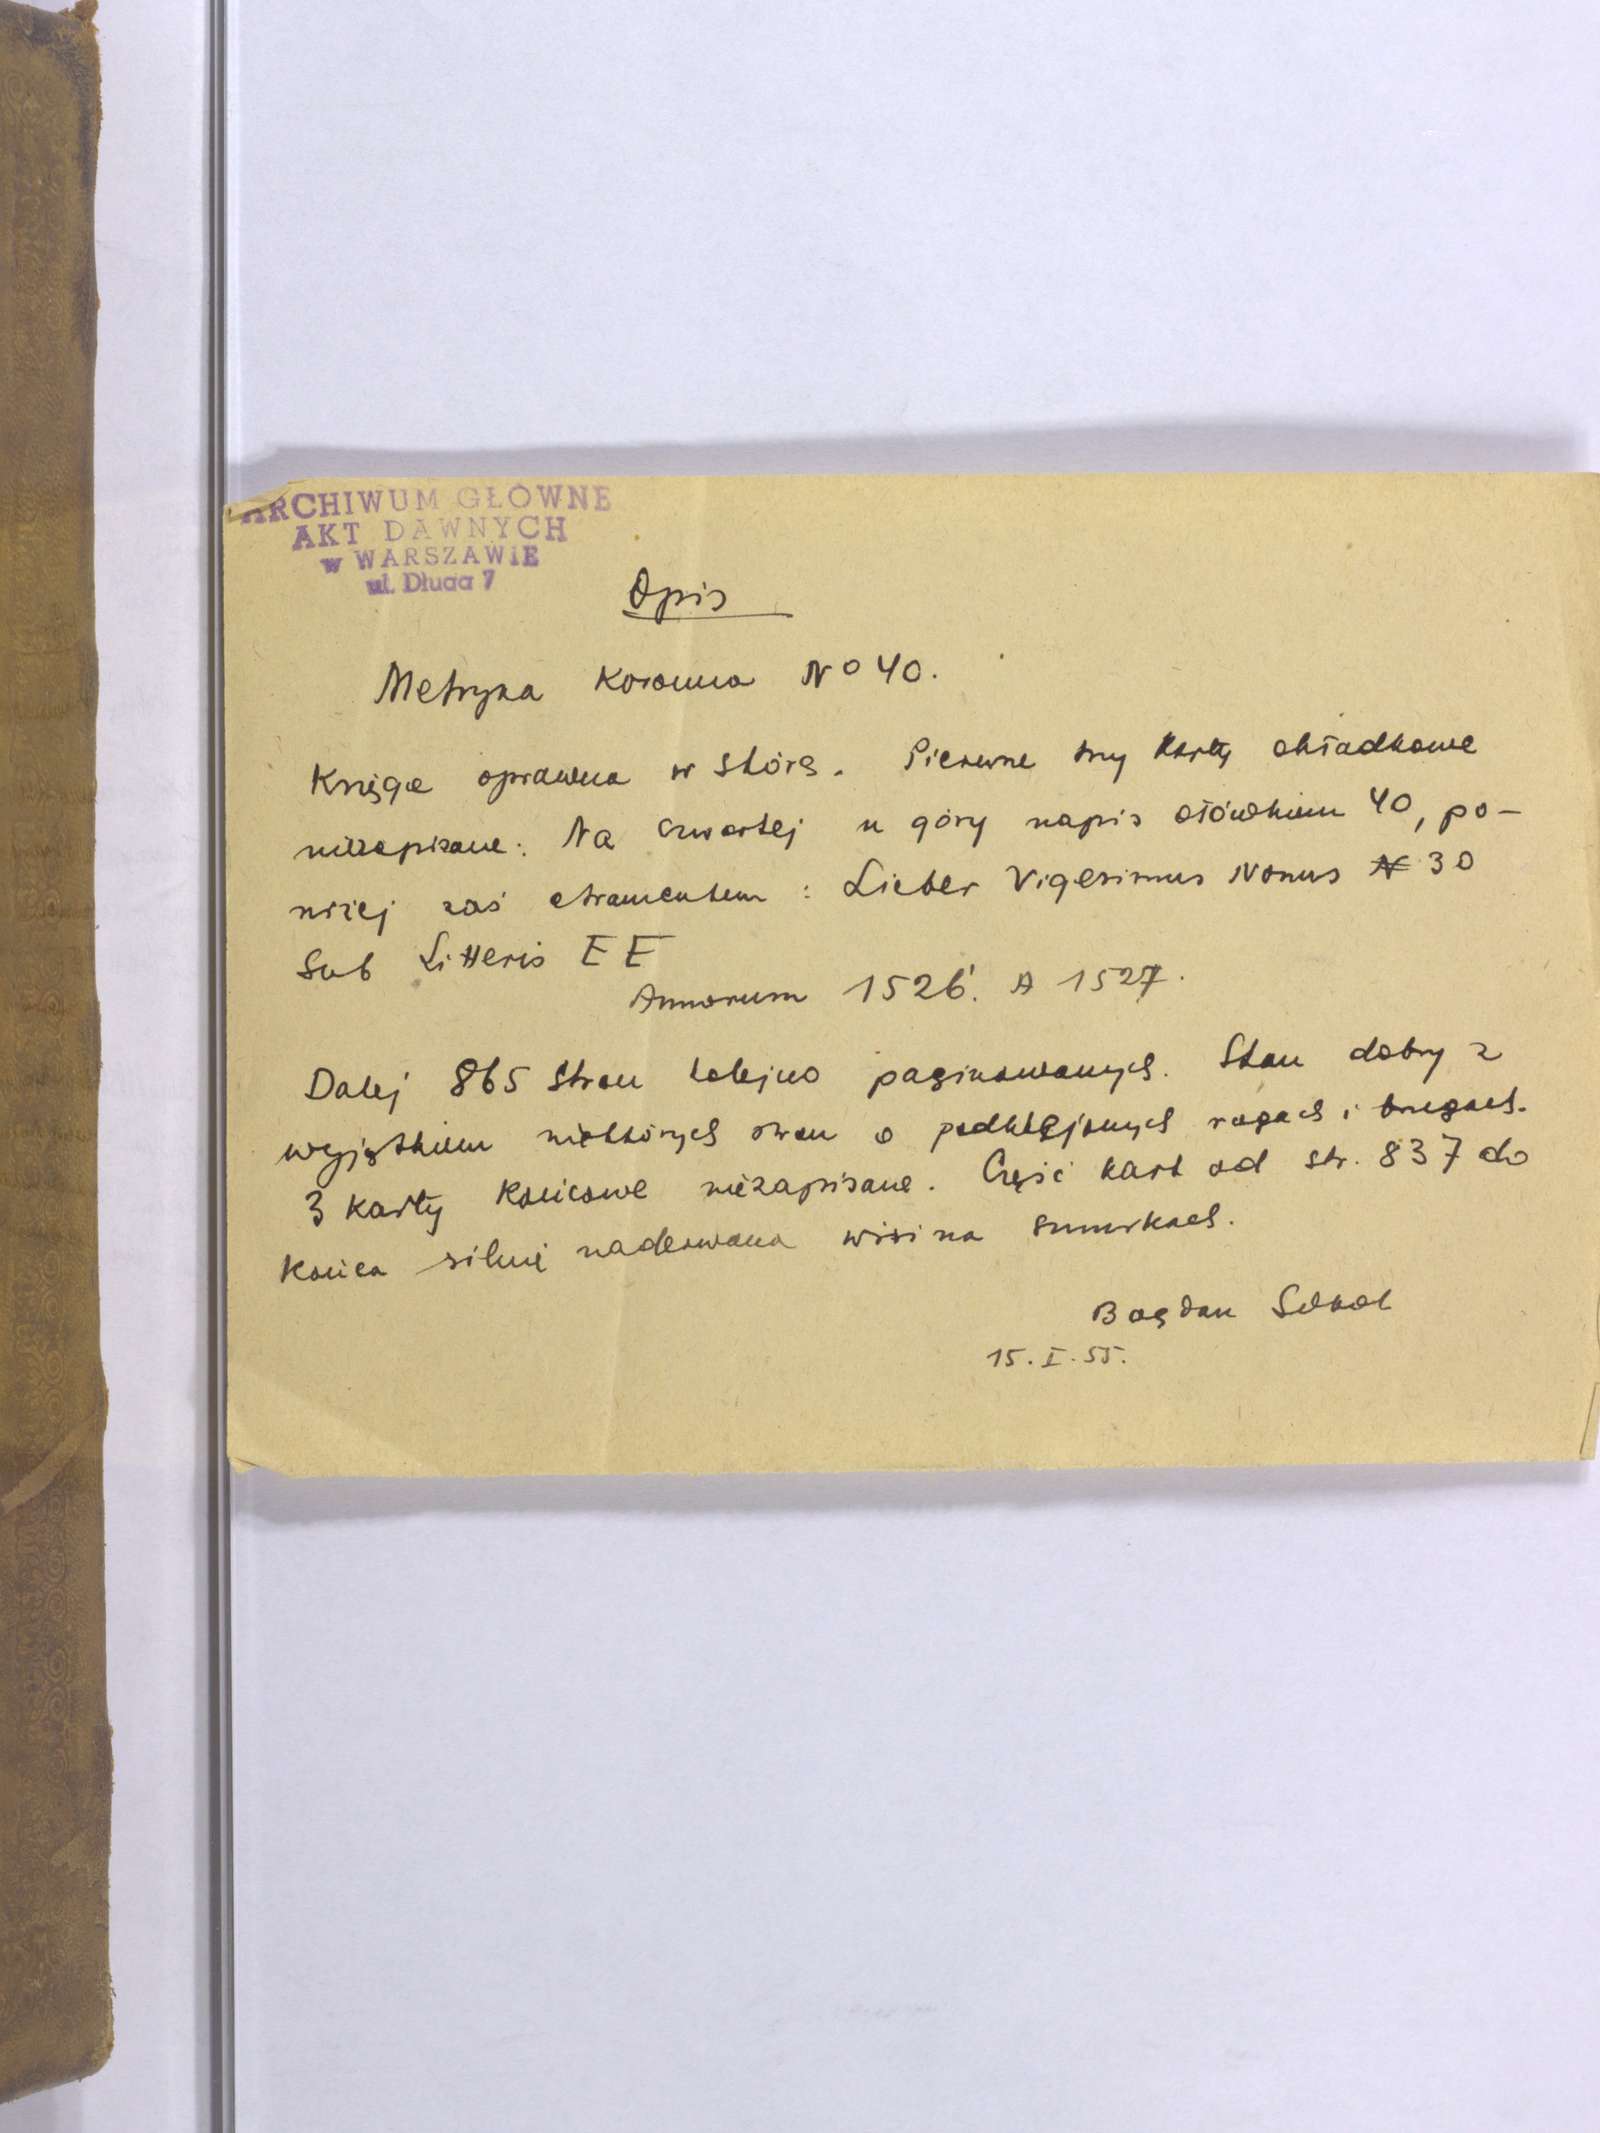 ARCHIWUM GŁÓWNE
AKT DAWNYCH
w WARSZAWIE
ul. Długa 7
Opis
Metryka Koronna No 40.
Księga oprawna w skórę. Pierwsze trzy karty okładkowe
niezapisane. Na czwartej u góry napis ołówkiem 40, po-
niżej zaś atramentem: Lieber Vigesimus Nonus N 30
Sub Litteris EE
Annorum 1526. A 1527.
Dalej 865 stron kolejno paginowanych. Stan dobry z
wyjątkiem niektórych stron o podklejonych rogach i brzegach.
3 karty końcowe niezapisane. Część kart od str. 837 do
końca silnie naderwana wisi na sznurkach.
Bogdan
15. I. 55.